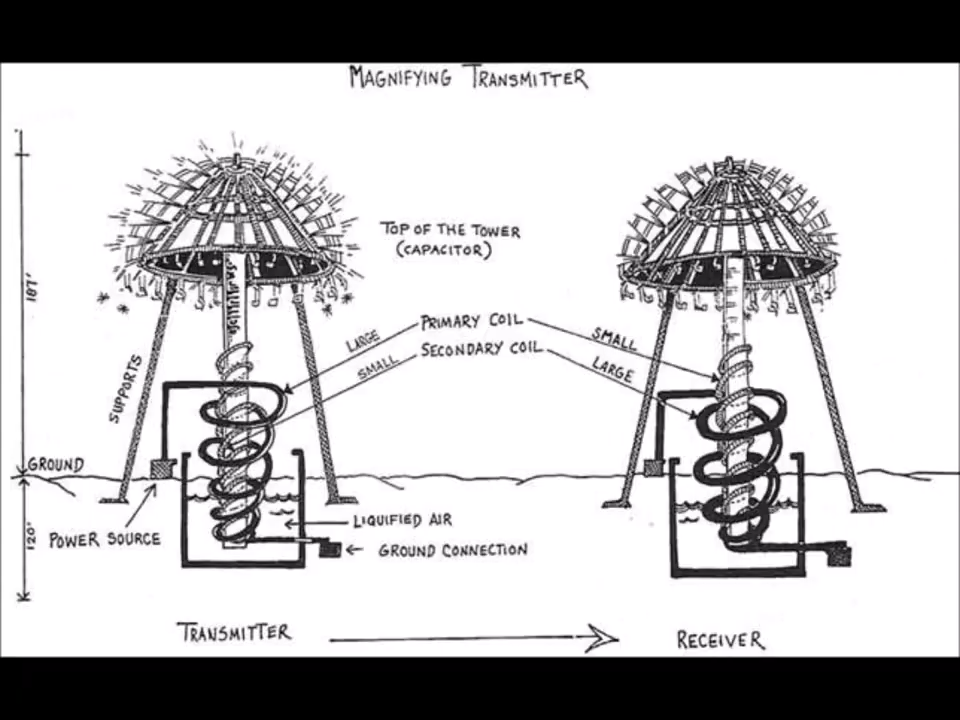 MAGNIFYING TRANSMITTER
TOP OF THE TOWER
(CAPACITOR)
187'
PRIMARY COIL
LARGE
SMALL
SECONDARY COIL
SMALL
LARGE
SUPPORTS
GROUND
120'
POWER SOURCE
LIQUIFIED AIR
GROUND CONNECTION
TRANSMITTER
RECEIVER